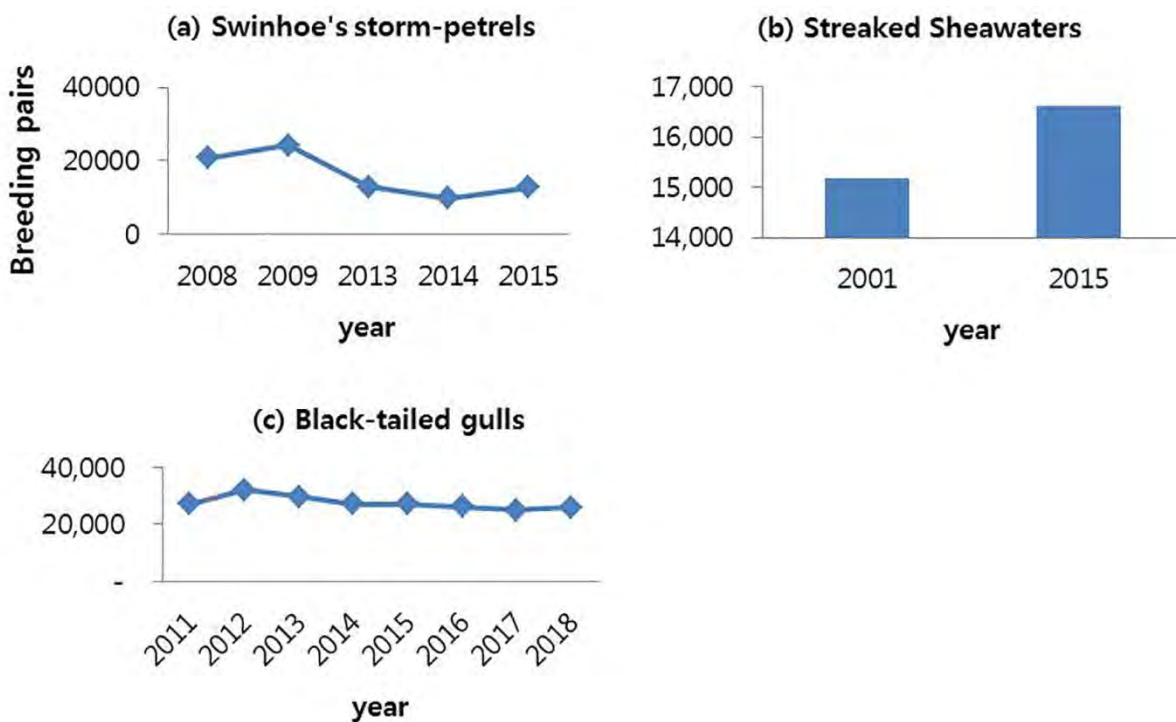 (a) Swinhoe's storm-petrels
Breeding pairs
40000
20000
0
2008 2009 2013 2014 2015
year
(b) Streaked Sheawaters
17,000
16,000
15,000
14,000
2001 2015
year
(c) Black-tailed gulls
40,000
20,000
-
2011 2012 2013 2014 2015 2016 2017 2018
year